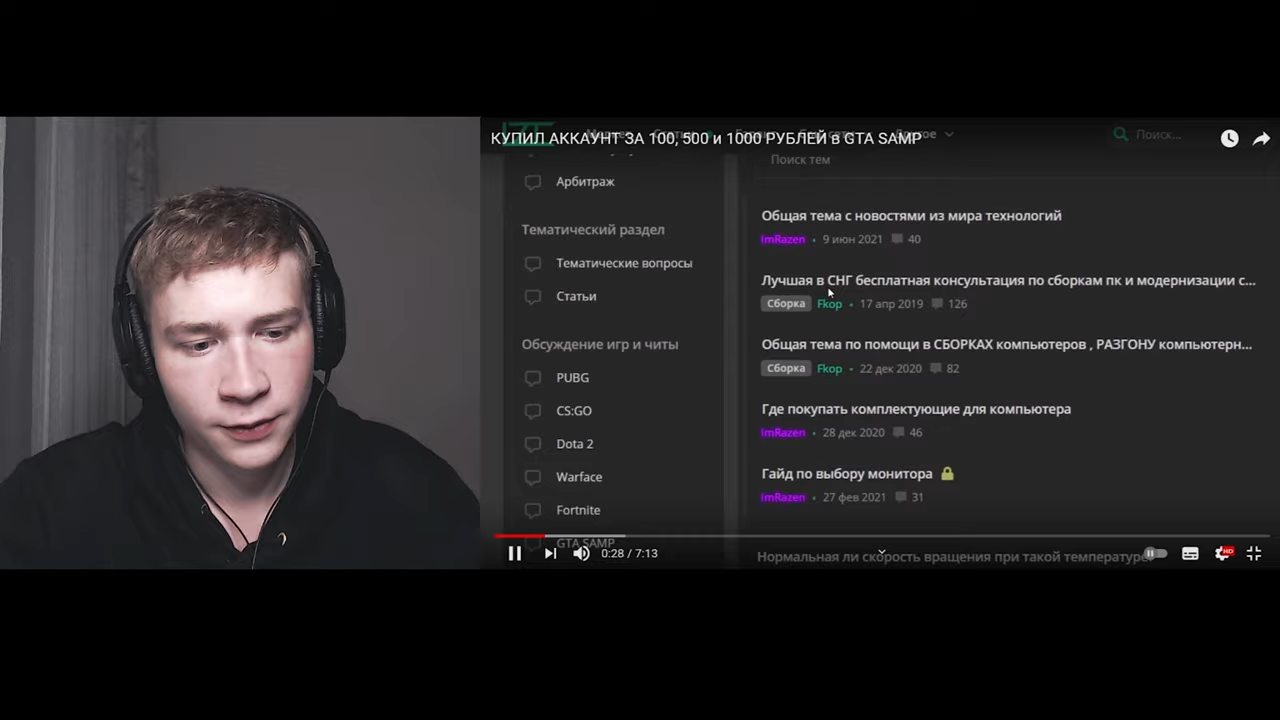 КУПИЛ АККАУНТ ЗА 100, 500 и 1000 РУБЛЕЙ в GTA SAMP
Поиск...
Арбитраж
Тематический раздел
Тематические вопросы
Статьи
Обсуждение игр и читы
PUBG
CS:GO
Dota 2
Warface
Fortnite
GTA SAMP
Поиск тем
Общая тема с новостями из мира технологий
ImRazen • 9 июн 2021 40
Лучшая в СНГ бесплатная консультация по сборкам пк и модернизации с...
Сборка Fkop • 17 апр 2019 126
Общая тема по помощи в СБОРКАХ компьютеров , РАЗГОНУ компьютерн...
Сборка Fkop • 22 дек 2020 82
Где покупать комплектующие для компьютера
ImRazen • 28 дек 2020 46
Гайд по выбору монитора
ImRazen • 27 фев 2021 31
Нормальная ли скорость вращения при такой температуре
0:28 / 7:13
HD